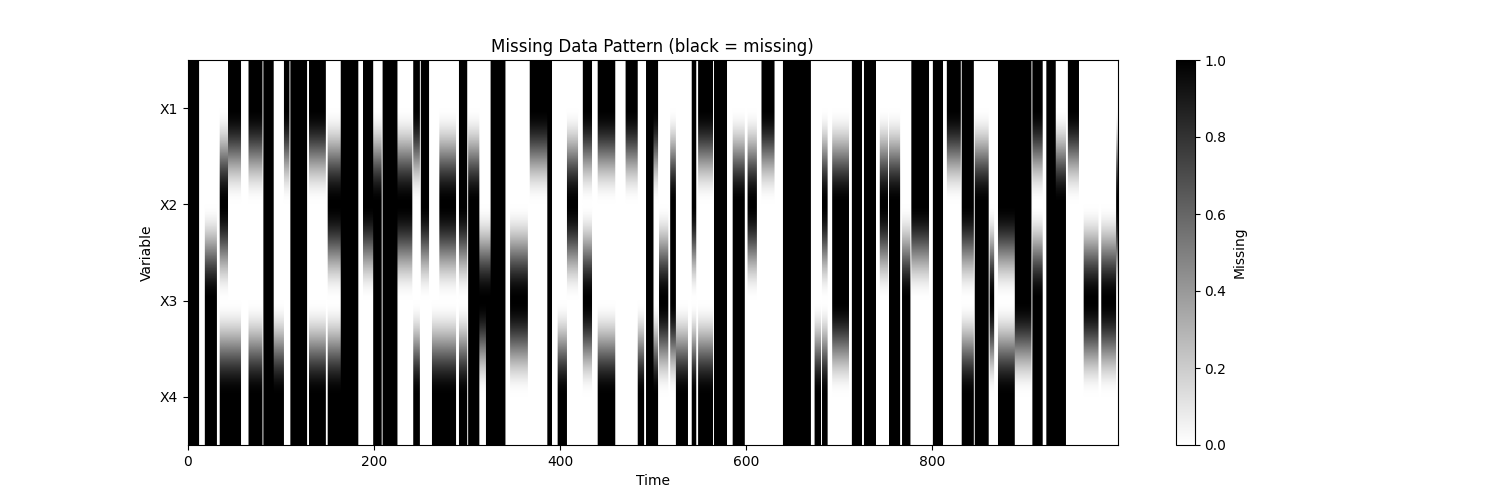 Missing Data Pattern (black = missing)
Variable
X1
X2
X3
X4
0 200 400 600 800
Time
1.0
0.8
0.6
0.4
0.2
0.0
Missing